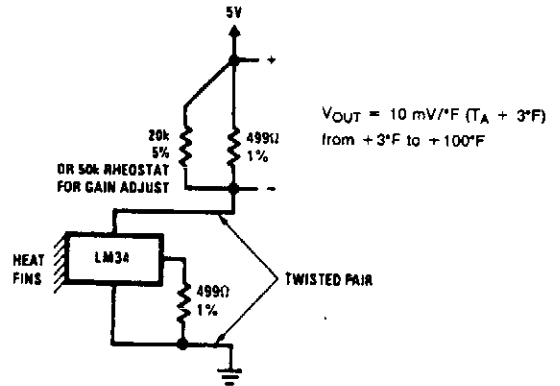 5V
+
20k
5%
499Ω
1%
OR 50k RHEOSTAT
FOR GAIN ADJUST
−
VOUT = 10 mV/°F (TA + 3°F)
from +3°F to +100°F
HEAT
FINS
LM34
499Ω
1%
TWISTED PAIR